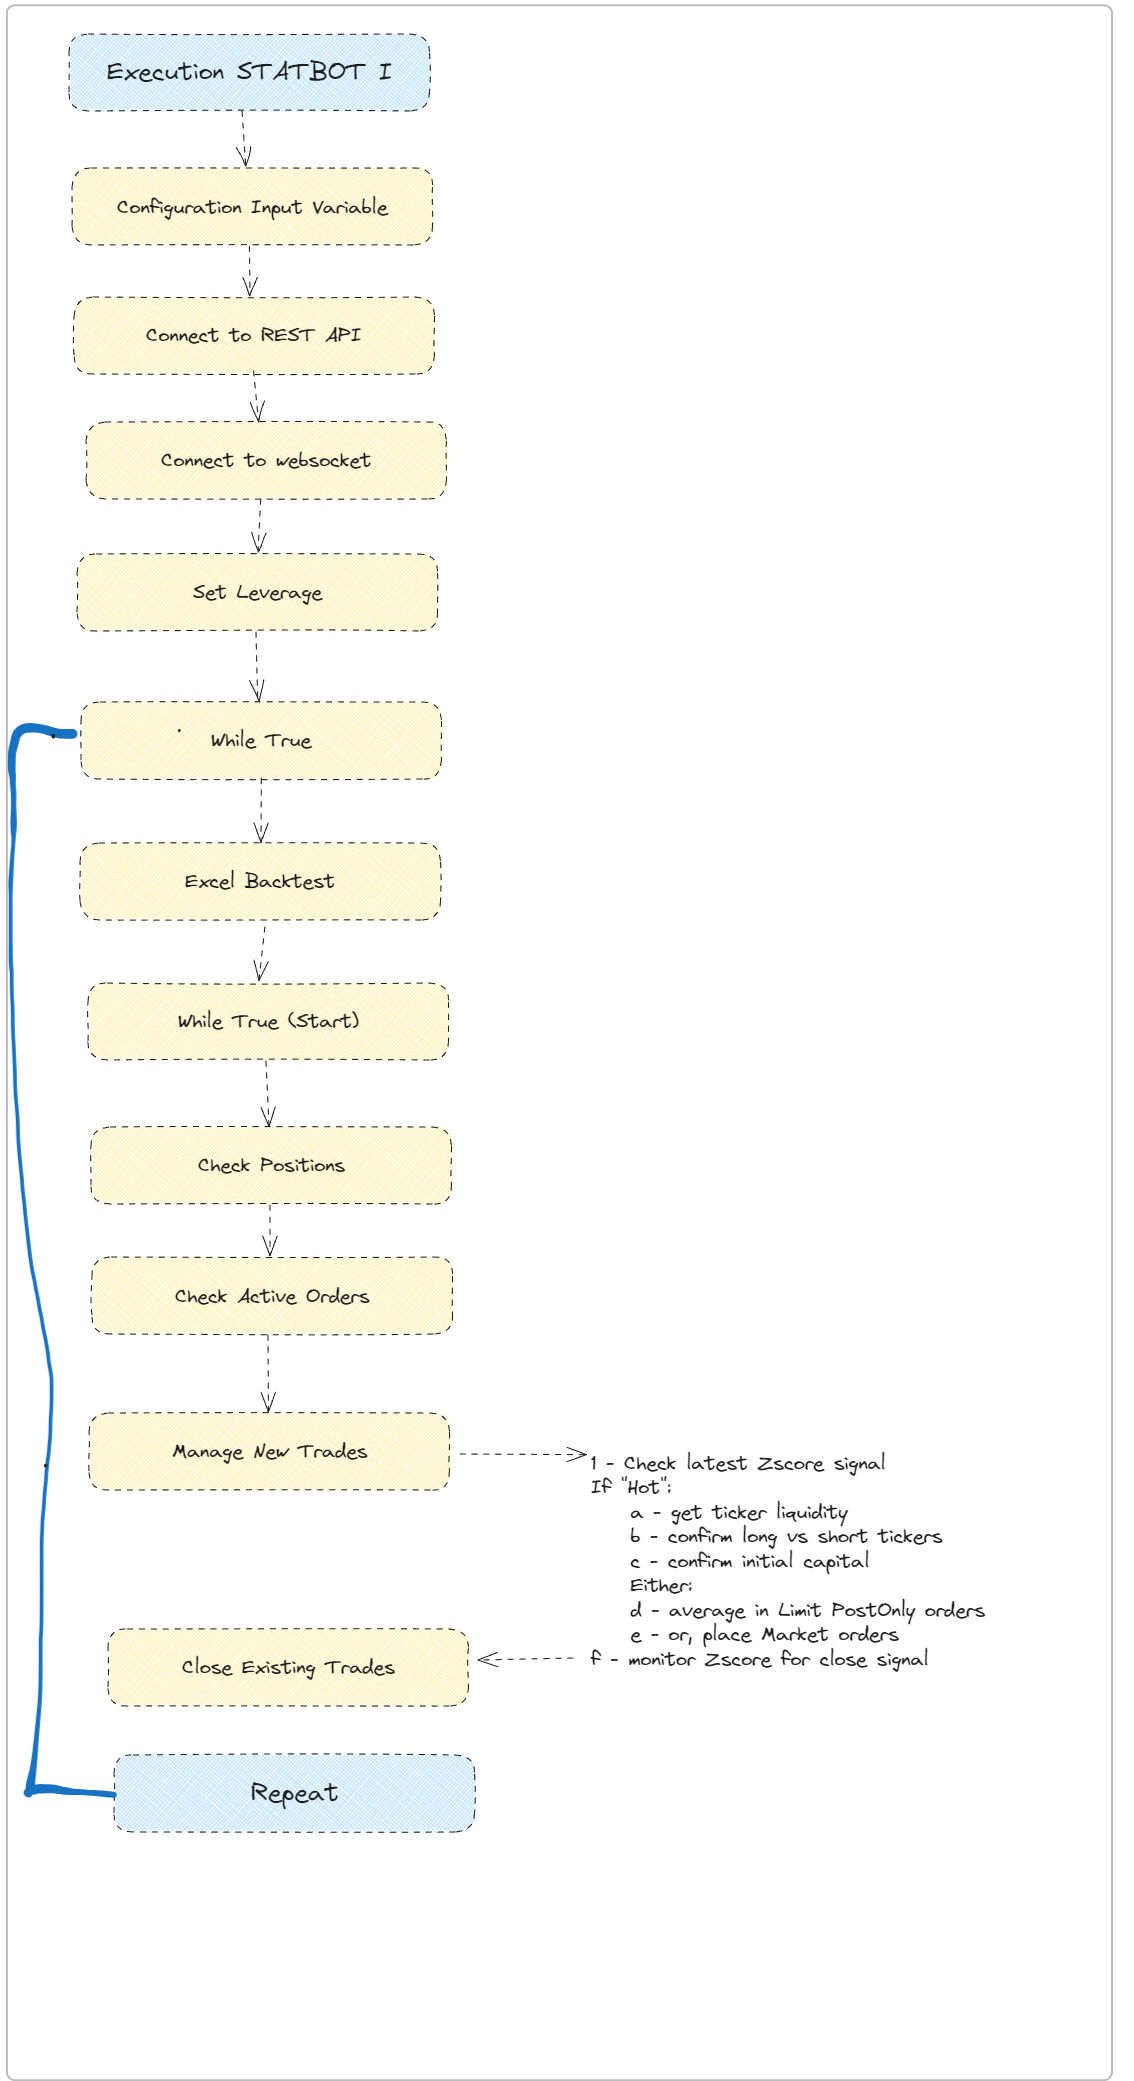 Execution STATBOT I
Configuration Input Variable
Connect to REST API
Connect to websocket
Set Leverage
While True
Excel Backtest
While True (Start)
Check Positions
Check Active Orders
Manage New Trades
1 - Check latest Zscore signal
If "Hot":
a - get ticker liquidity
b - confirm long vs short tickers
c - confirm initial capital
Either:
d - average in Limit PostOnly orders
e - or, place Market orders
f - monitor Zscore for close signal
Close Existing Trades
Repeat